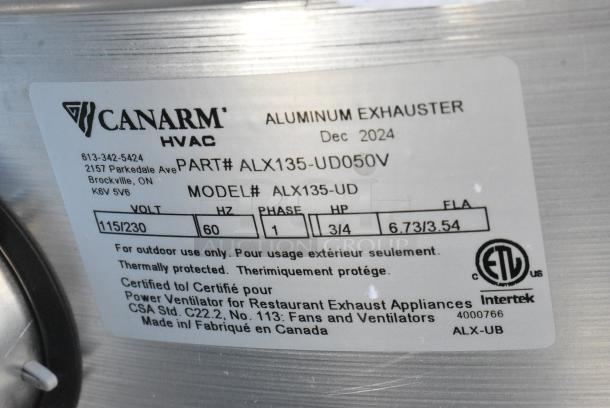 CANARM
HVAC
ALUMINUM EXHAUSTER
Dec 2024
613-342-5424
2157 Parkedale Ave
Brockville, ON
K6V 5V6
PART# ALX135-UD050V
MODEL# ALX135-UD
VOLT HZ PHASE HP FLA
115/230 60 1 3/4 6.73/3.54
AUCTION GROUP
For outdoor use only. Pour usage extérieur seulement.
Thermally protected. Thérimiquement protégé.
Certified to/ Certifié pour
Power Ventilator for Restaurant Exhaust Appliances
CSA Std. C22.2, No. 113: Fans and Ventilators
Made in/ Fabriqué en Canada
C ETL US
Intertek
4000766
ALX-UB